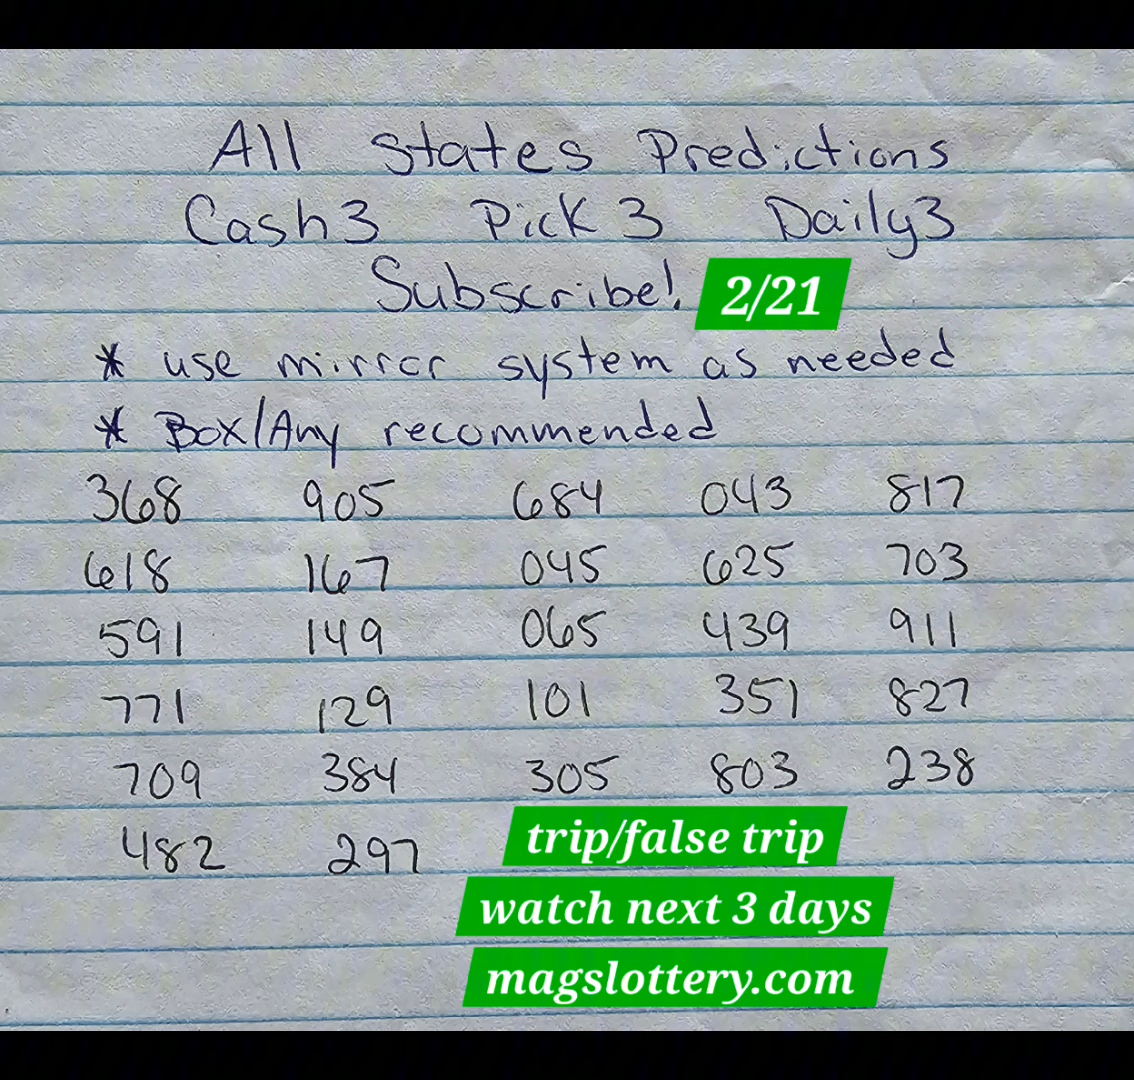 All states Predictions
Cash3 Pick 3 Daily3
Subscribe! 2/21
* use mirror system as needed
* Box/Any recommended
368 905 684 043 817
618 167 045 625 703
591 149 065 439 911
771 129 101 351 827
709 384 305 803 238
482 297 trip/false trip
watch next 3 days
magslottery.com